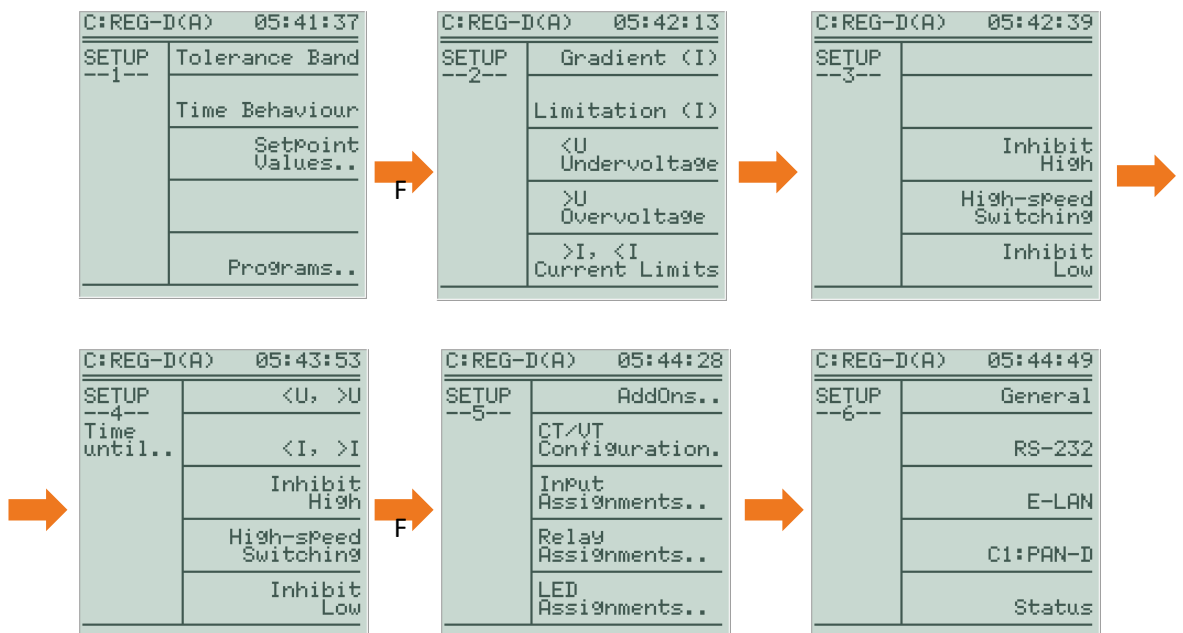 C:REG-D(A) 05:41:37
SETUP
--1--
Tolerance Band
Time Behaviour
Setpoint
Values..
Programs..
F
C:REG-D(A) 05:42:13
SETUP
--2--
Gradient (I)
Limitation (I)
<U
Undervoltage
>U
Overvoltage
>I, <I
Current Limits
C:REG-D(A) 05:42:39
SETUP
--3--
Inhibit
High
High-speed
Switching
Inhibit
Low
C:REG-D(A) 05:43:53
SETUP
--4--
Time
until..
<U, >U
<I, >I
Inhibit
High
High-speed
Switching
Inhibit
Low
F
C:REG-D(A) 05:44:28
SETUP
--5--
AddOns..
CT/VT
Configuration.
Input
Assignments..
Relay
Assignments..
LED
Assignments..
C:REG-D(A) 05:44:49
SETUP
--6--
General
RS-232
E-LAN
C1:PAN-D
Status